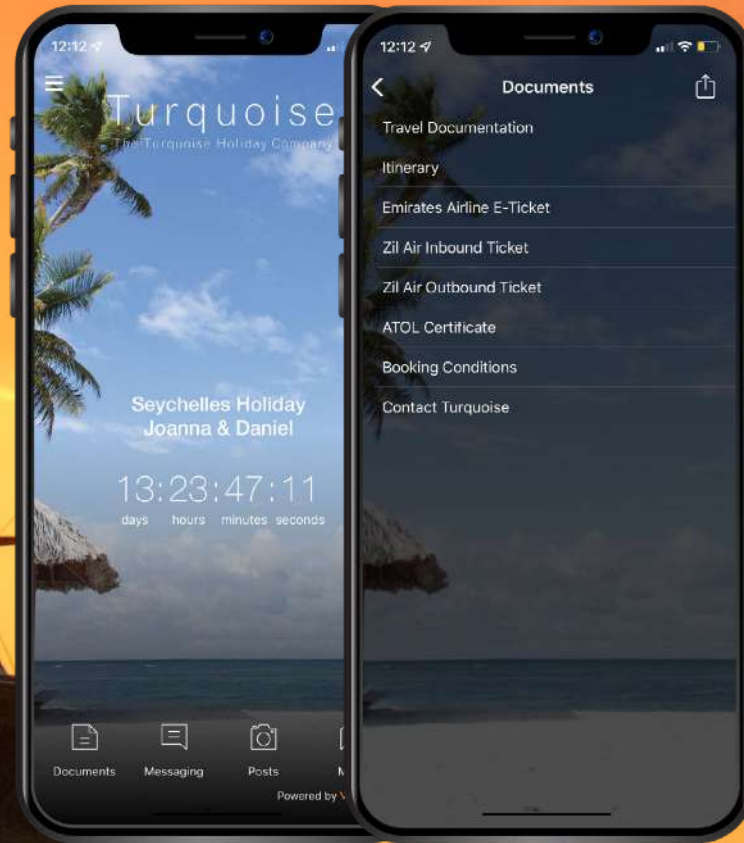 12:12
Turquoise
The Turquoise Holiday Company
Seychelles Holiday
Joanna & Daniel
13:23:47:11
days hours minutes seconds
Documents Messaging Posts
Powered by
12:12
Documents
Travel Documentation
Itinerary
Emirates Airline E-Ticket
Zil Air Inbound Ticket
Zil Air Outbound Ticket
ATOL Certificate
Booking Conditions
Contact Turquoise